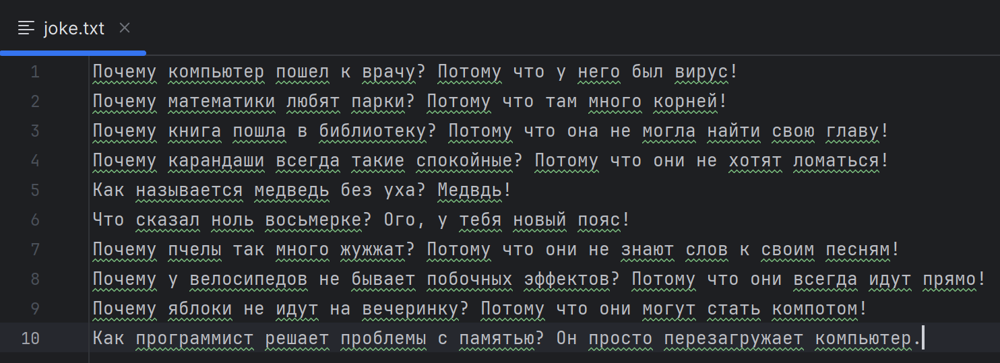 joke.txt
1 Почему компьютер пошел к врачу? Потому что у него был вирус!
2 Почему математики любят парки? Потому что там много корней!
3 Почему книга пошла в библиотеку? Потому что она не могла найти свою главу!
4 Почему карандаши всегда такие спокойные? Потому что они не хотят ломаться!
5 Как называется медведь без уха? Медвдь!
6 Что сказал ноль восьмерке? Ого, у тебя новый пояс!
7 Почему пчелы так много жужжат? Потому что они не знают слов к своим песням!
8 Почему у велосипедов не бывает побочных эффектов? Потому что они всегда идут прямо!
9 Почему яблоки не идут на вечеринку? Потому что они могут стать компотом!
10 Как программист решает проблемы с памятью? Он просто перезагружает компьютер.